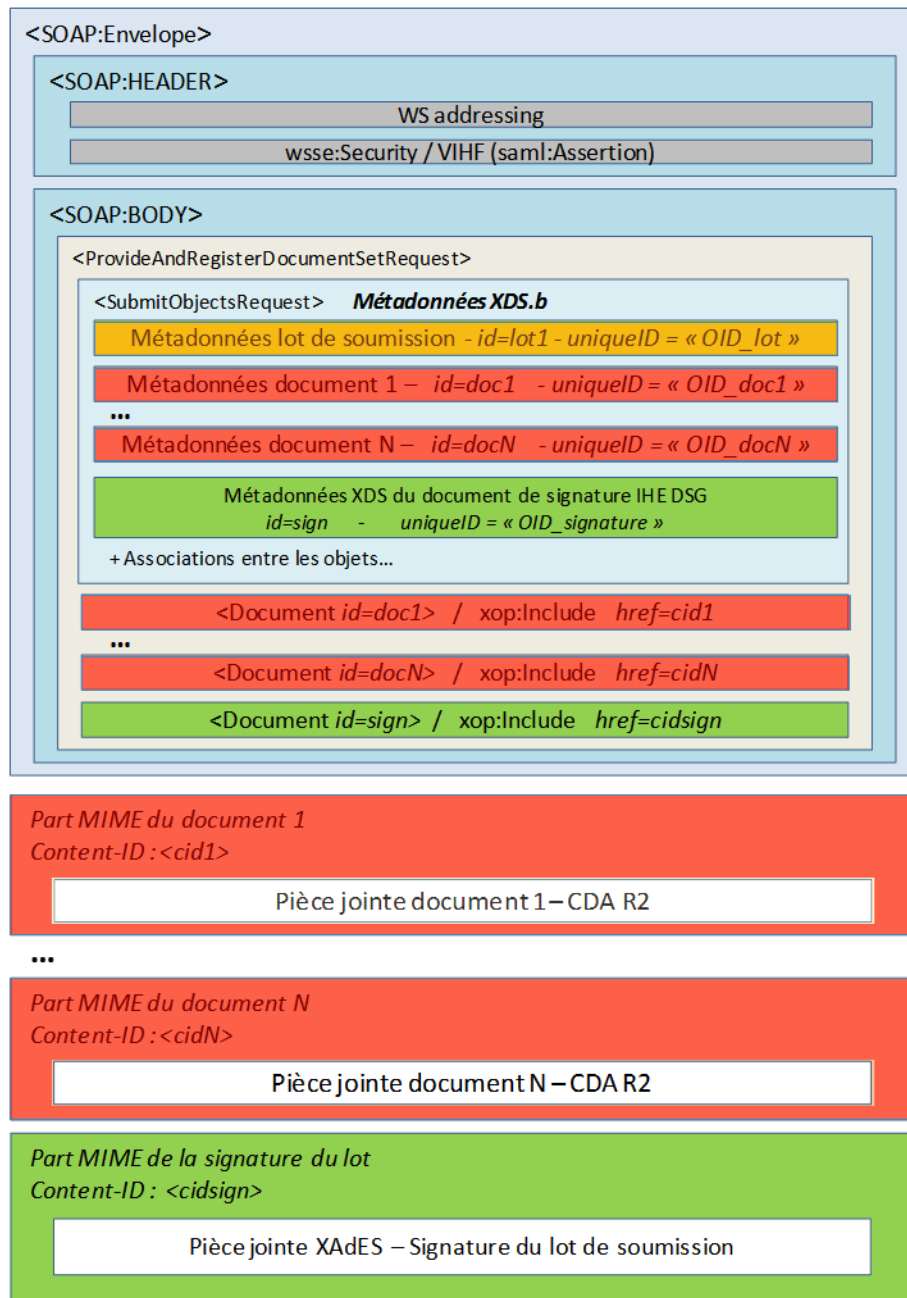 <SOAP:Envelope>
<SOAP:HEADER>
WS addressing
wsse:Security / VIHF (saml:Assertion)
<SOAP:BODY>
<ProvideAndRegisterDocumentSetRequest>
<SubmitObjectsRequest> Métadonnées XDS.b
Métadonnées lot de soumission - id=lot1 - uniqueID = « OID_lot »
Métadonnées document 1 – id=doc1 - uniqueID = « OID_doc1 »
...
Métadonnées document N – id=docN - uniqueID = « OID_docN »
Métadonnées XDS du document de signature IHE DSG
id=sign - uniqueID = « OID_signature »
+ Associations entre les objets...
<Document id=doc1> / xop:Include href=cid1
...
<Document id=docN> / xop:Include href=cidN
<Document id=sign> / xop:Include href=cidsign
Part MIME du document 1
Content-ID : <cid1>
Pièce jointe document 1 – CDA R2
...
Part MIME du document N
Content-ID : <cidN>
Pièce jointe document N – CDA R2
Part MIME de la signature du lot
Content-ID : <cidsign>
Pièce jointe XAdES – Signature du lot de soumission